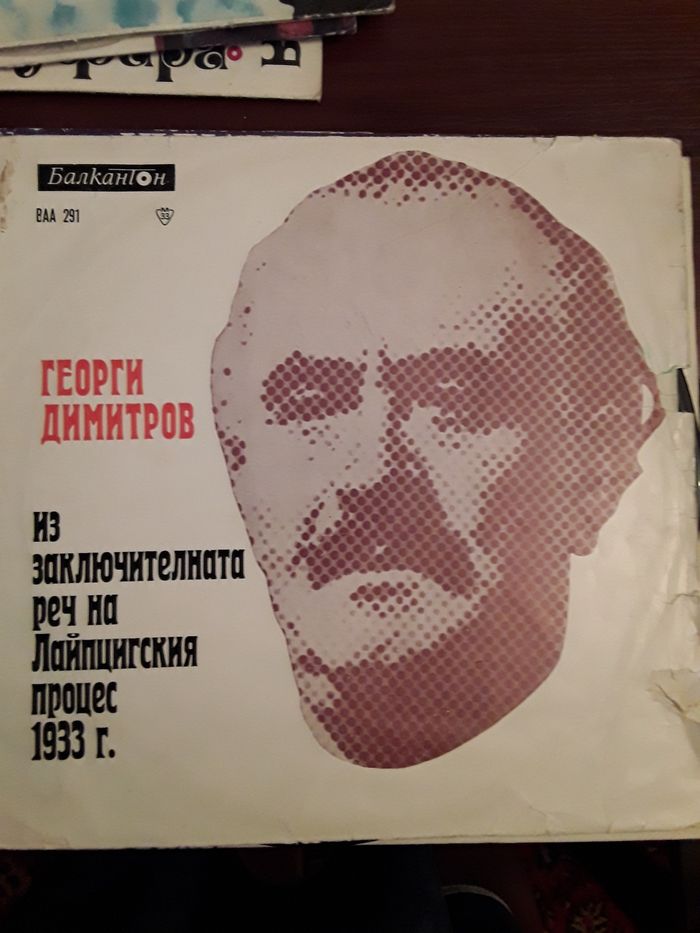 Балкантон
ВАА 291
33
ГЕОРГИ
ДИМИТРОВ
из
заключителната
реч на
Лайпцигския
процес
1933 г.